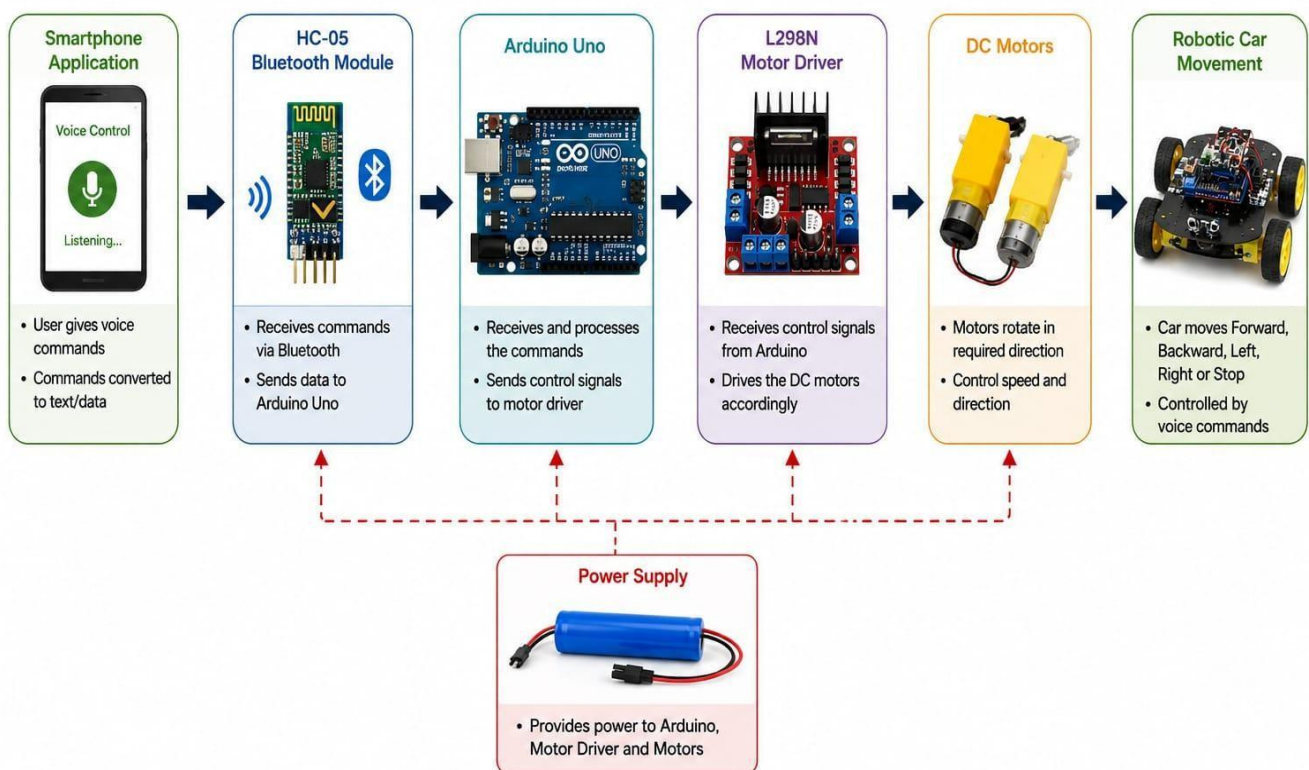 Smartphone
Application
Voice Control
Listening...
• User gives voice
commands
• Commands converted
to text/data
HC-05
Bluetooth Module
• Receives commands
via Bluetooth
• Sends data to
Arduino Uno
Arduino Uno
UNO
• Receives and processes
the commands
• Sends control signals
to motor driver
L298N
Motor Driver
• Receives control signals
from Arduino
• Drives the DC motors
accordingly
DC Motors
• Motors rotate in
required direction
• Control speed and
direction
Robotic Car
Movement
• Car moves Forward,
Backward, Left,
Right or Stop
• Controlled by
voice commands
Power Supply
• Provides power to Arduino,
Motor Driver and Motors